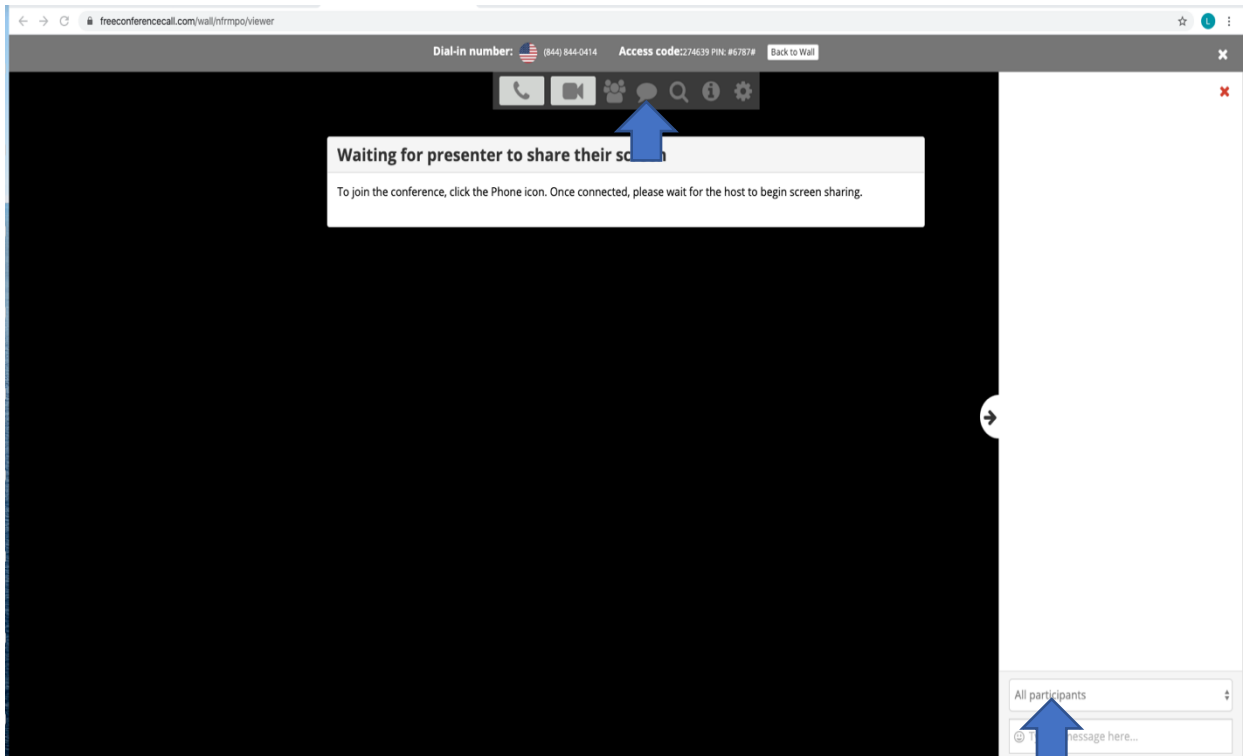 freeconferencecall.com/wall/nfrmpo/viewer
L
Dial-in number: (844) 844-0414 Access code:274639 PIN: #6787# Back to Wall
Waiting for presenter to share their
To join the conference, click the Phone icon. Once connected, please wait for the host to begin screen sharing.
All participants
here...